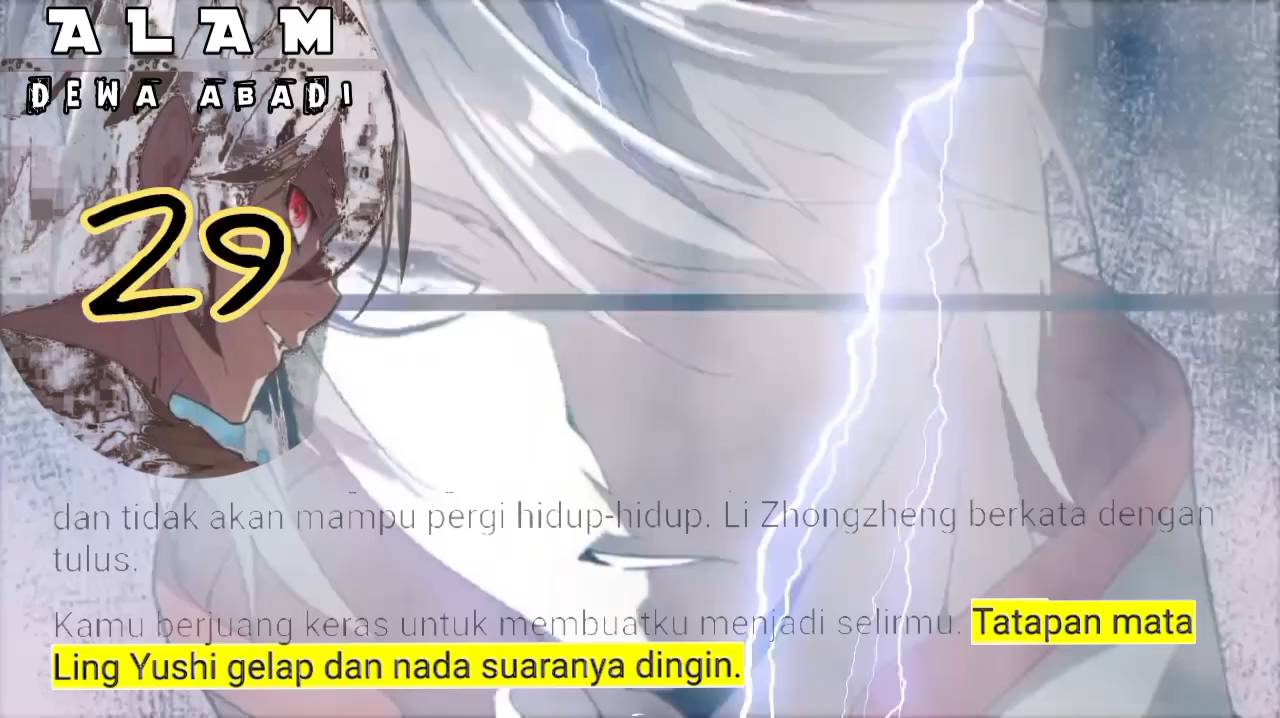 ALAM
DEWA ABADI
29
dan tidak akan mampu pergi hidup-hidup. Li Zhongzheng berkata dengan
tulus.
Kamu berjuang keras untuk membuatku menjadi selirmu. Tatapan mata
Ling Yushi gelap dan nada suaranya dingin.